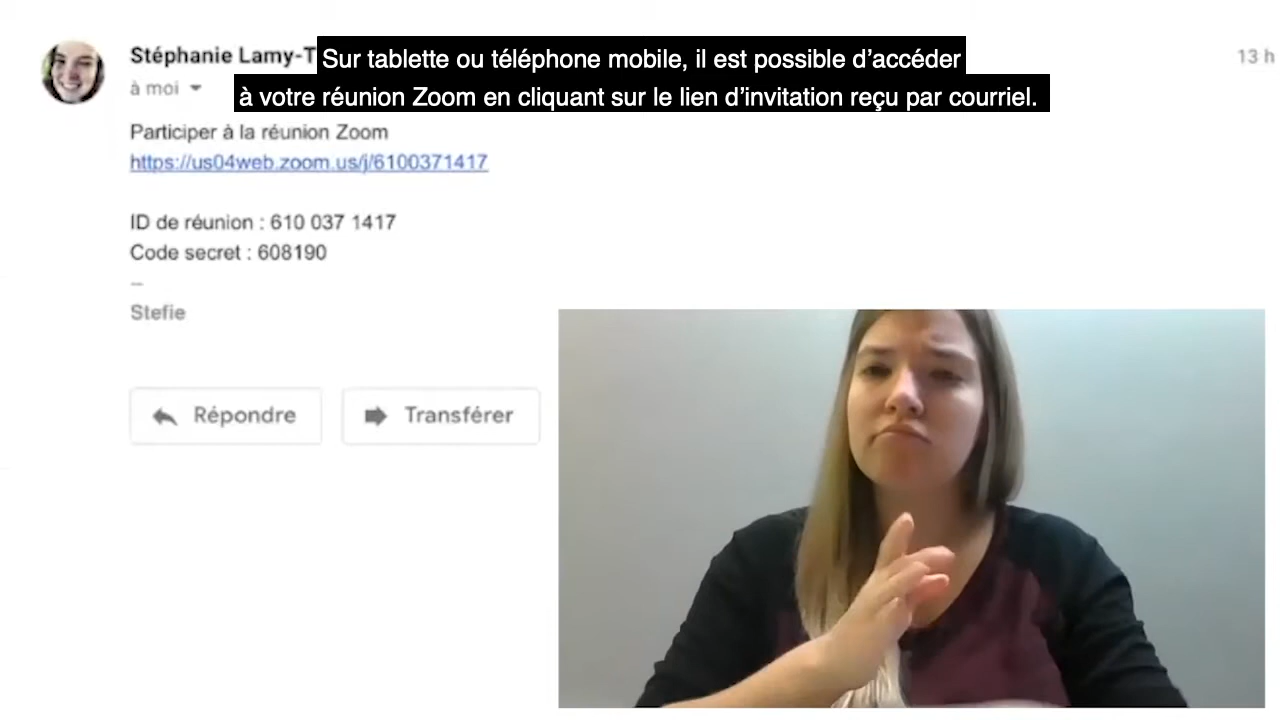 Stéphanie Lamy-T
13 h
Sur tablette ou téléphone mobile, il est possible d’accéder
à votre réunion Zoom en cliquant sur le lien d’invitation reçu par courriel.
à moi
Participer à la réunion Zoom
https://us04web.zoom.us/j/6100371417
ID de réunion : 610 037 1417
Code secret : 608190
--
Stefie
Répondre
Transférer